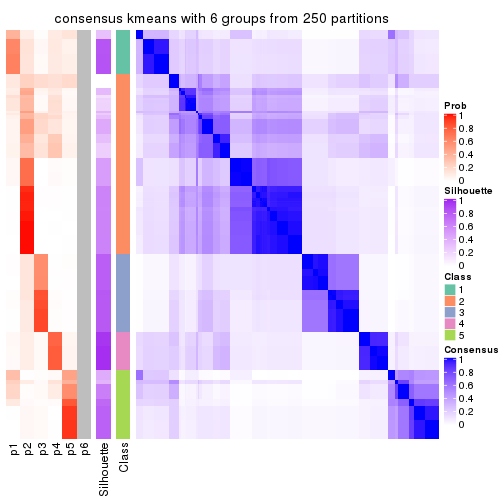 consensus kmeans with 6 groups from 250 partitions
Prob
1
0.8
0.6
0.4
0.2
0
Silhouette
1
0.8
0.6
0.4
0.2
0
Class
1
2
3
4
5
Consensus
1
0.8
0.6
0.4
0.2
0
p1
p2
p3
p4
p5
p6
Silhouette
Class